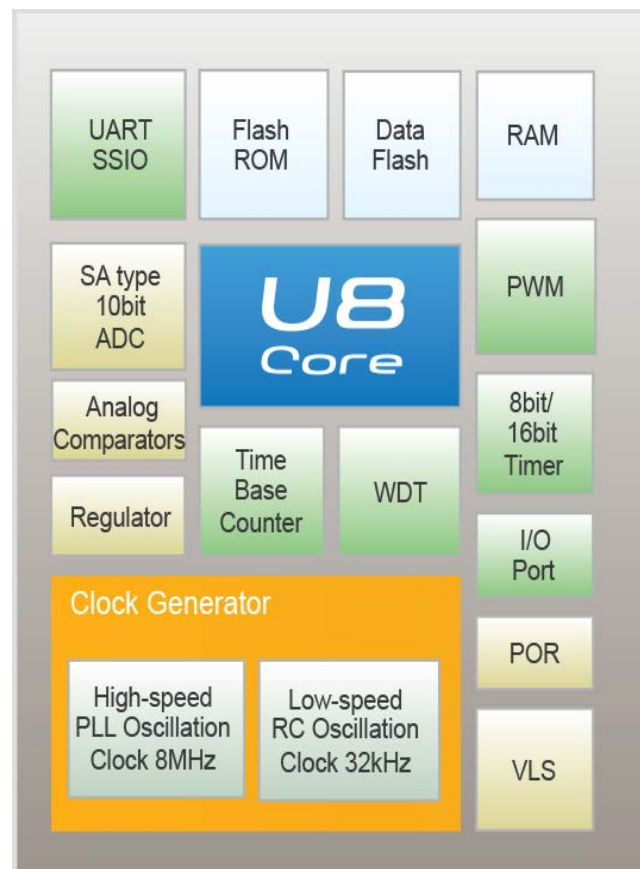 UART
SSIO
Flash
ROM
Data
Flash
RAM
SA type
10bit
ADC
U8
Core
PWM
Analog
Comparators
8bit/
16bit
Timer
Regulator
Time
Base
Counter
WDT
I/O
Port
Clock Generator
High-speed
PLL Oscillation
Clock 8MHz
Low-speed
RC Oscillation
Clock 32kHz
POR
VLS